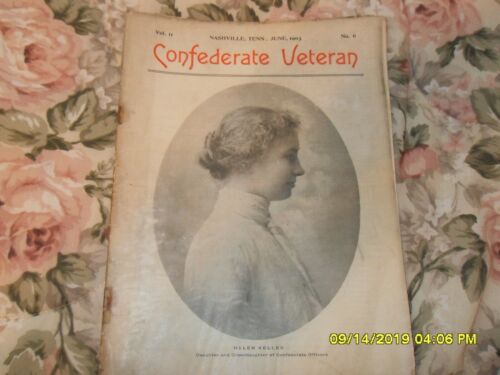 Vol. 11 NASHVILLE, TENN., JUNE, 1903 No. 6
Confederate Veteran
HELEN KELLER
Daughter and Granddaughter of Confederate Officers
09/14/2019 04:06 PM